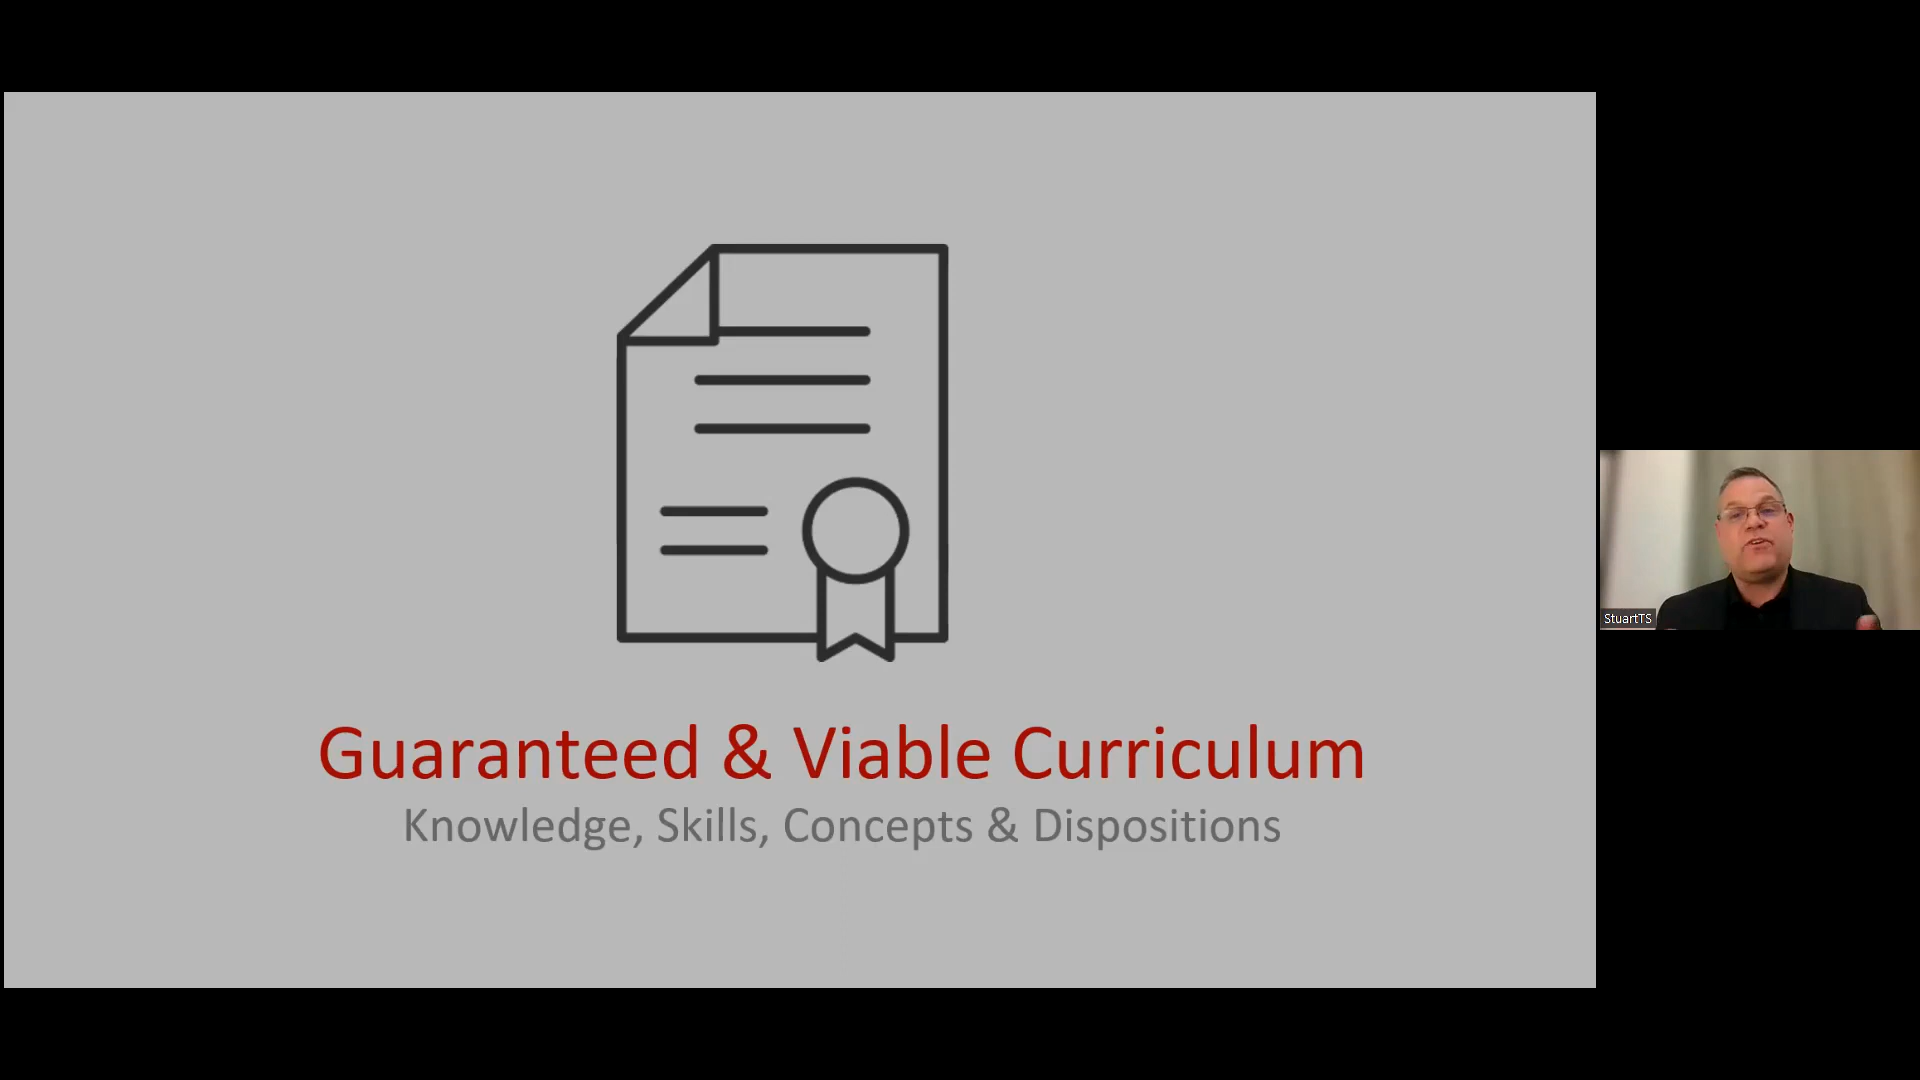 Guaranteed & Viable Curriculum
Knowledge, Skills, Concepts & Dispositions
StuartTS